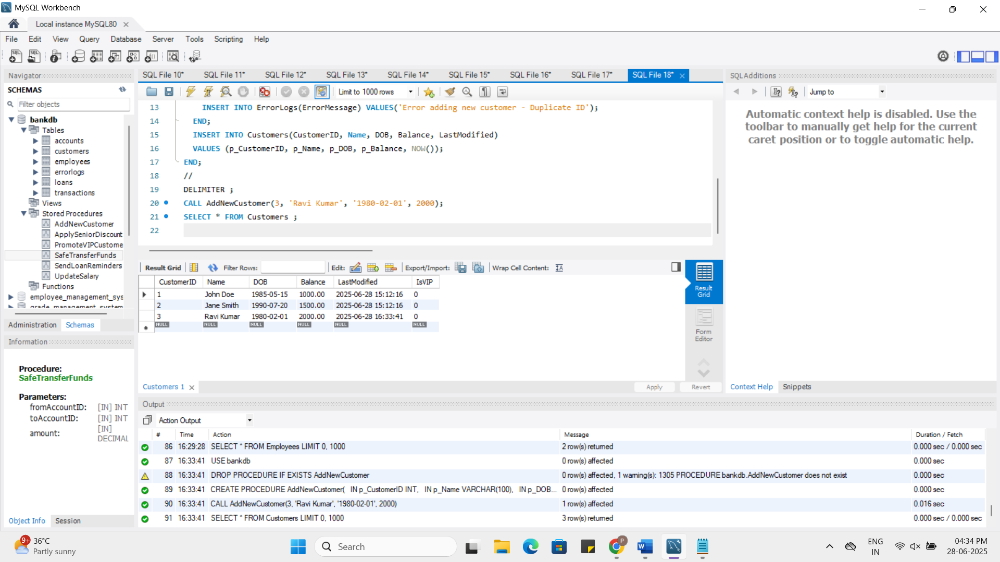 MySQL Workbench
Local instance MySQL80
File Edit View Query Database Server Tools Scripting Help
Navigator
SCHEMAS
Filter objects
bankdb
Tables
accounts
customers
employees
errorlogs
loans
transactions
Views
Stored Procedures
AddNewCustomer
ApplySeniorDiscount
PromoteVIPCustome
SafeTransferFunds
SendLoanReminders
UpdateSalary
Functions
employee_management_sys
grade_management_system
Administration Schemas
Information
Procedure:
SafeTransferFunds
Parameters:
fromAccountID: [IN] INT
toAccountID: [IN] INT
amount: [IN]
DECIMAL
Object Info Session
SQL File 10* SQL File 11* SQL File 12* SQL File 13* SQL File 14* SQL File 15* SQL File 16* SQL File 17* SQL File 18*
Limit to 1000 rows
13 INSERT INTO ErrorLogs(ErrorMessage) VALUES('Error adding new customer - Duplicate ID');
14 END;
15 INSERT INTO Customers(CustomerID, Name, DOB, Balance, LastModified)
16 VALUES (p_CustomerID, p_Name, p_DOB, p_Balance, NOW());
17 END;
18 //
19 DELIMITER ;
20 CALL AddNewCustomer(3, 'Ravi Kumar', '1980-02-01', 2000);
21 SELECT * FROM Customers ;
22
Result Grid Filter Rows: Edit: Export/Import: Wrap Cell Content:
CustomerID Name DOB Balance LastModified IsVIP
1 John Doe 1985-05-15 1000.00 2025-06-28 15:12:16 0
2 Jane Smith 1990-07-20 1500.00 2025-06-28 15:12:16 0
3 Ravi Kumar 1980-02-01 2000.00 2025-06-28 16:33:41 0
NULL NULL NULL NULL NULL NULL
Result
Grid
Form
Editor
Customers 1 Apply Revert
SQLAdditions
Jump to
Automatic context help is disabled. Use the
toolbar to manually get help for the current
caret position or to toggle automatic help.
Context Help Snippets
Output
Action Output
# Time Action Message Duration / Fetch
86 16:29:28 SELECT * FROM Employees LIMIT 0, 1000 2 row(s) returned 0.000 sec / 0.000 sec
87 16:33:41 USE bankdb 0 row(s) affected 0.000 sec
88 16:33:41 DROP PROCEDURE IF EXISTS AddNewCustomer 0 row(s) affected, 1 warning(s): 1305 PROCEDURE bankdb.AddNewCustomer does not exist 0.000 sec
89 16:33:41 CREATE PROCEDURE AddNewCustomer( IN p_CustomerID INT, IN p_Name VARCHAR(100), IN p_DOB... 0 row(s) affected 0.000 sec
90 16:33:41 CALL AddNewCustomer(3, 'Ravi Kumar', '1980-02-01', 2000) 1 row(s) affected 0.016 sec
91 16:33:41 SELECT * FROM Customers LIMIT 0, 1000 3 row(s) returned 0.000 sec / 0.000 sec
9+ 36°C
Partly sunny
Search
P
ENG
IN
04:34 PM
28-06-2025